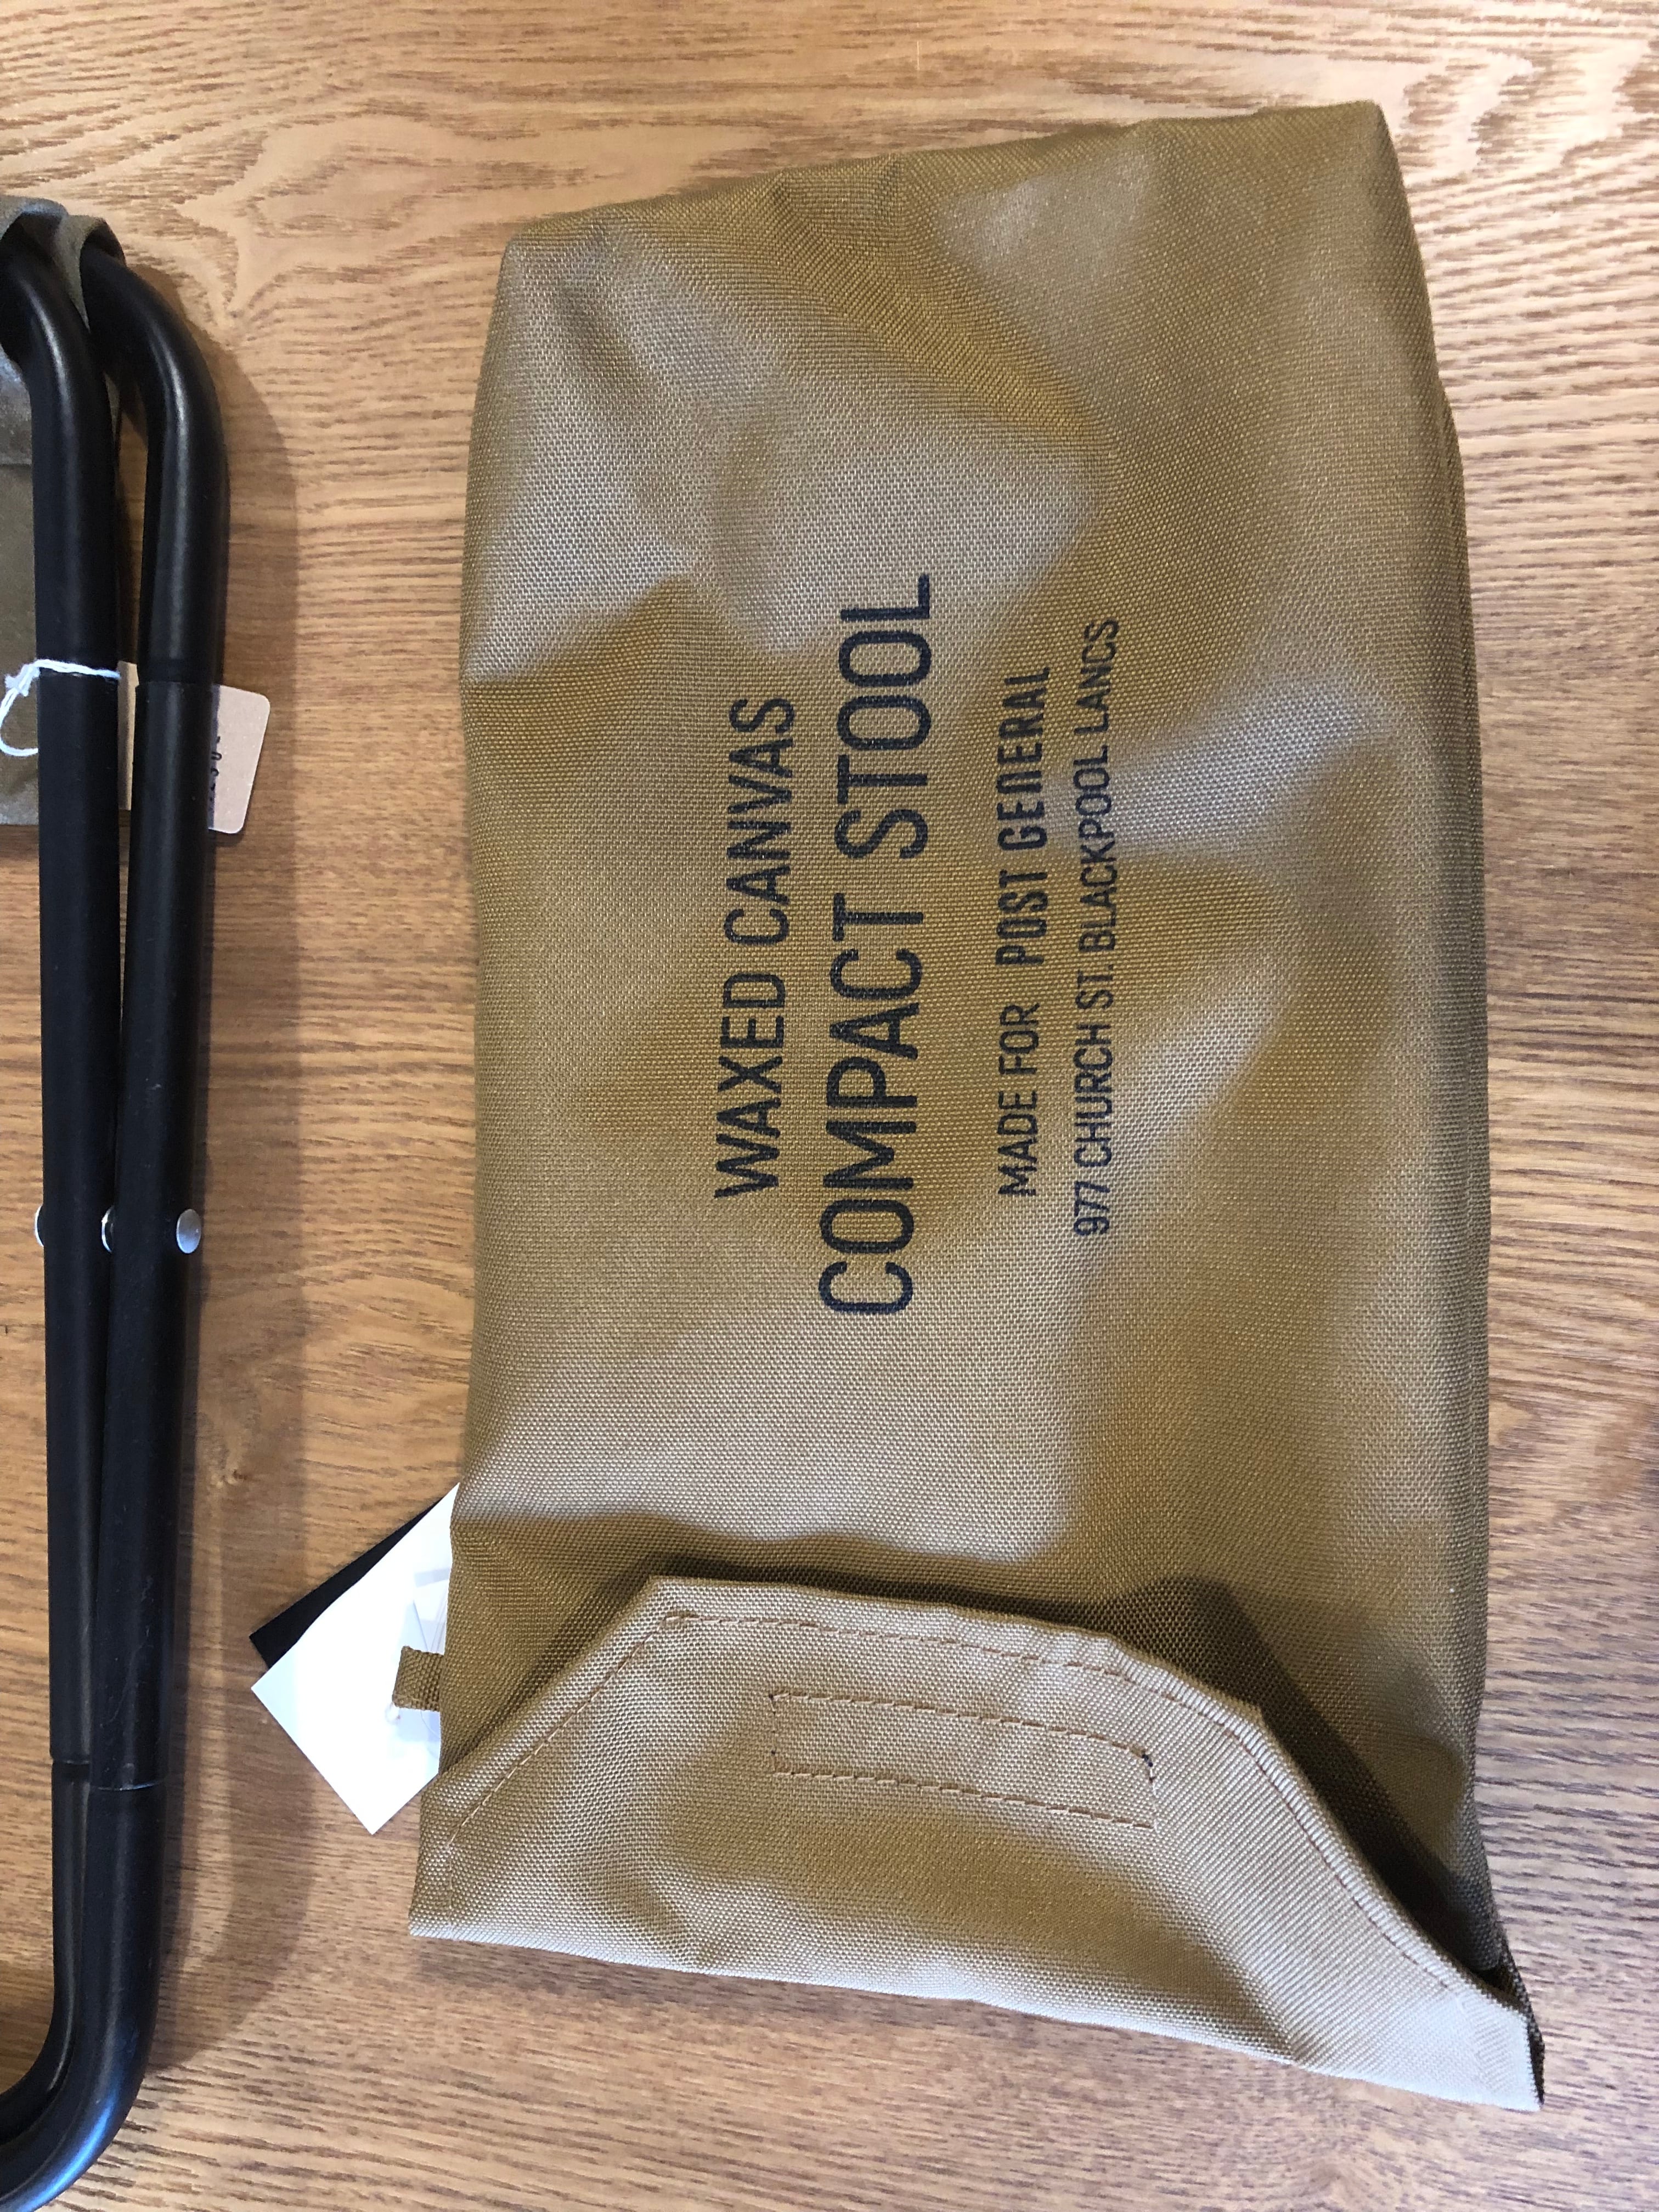 WAXED CANVAS
COMPACT STOOL
MADE FOR POST GENERAL
977 CHURCH ST. BLACKPOOL LANCS